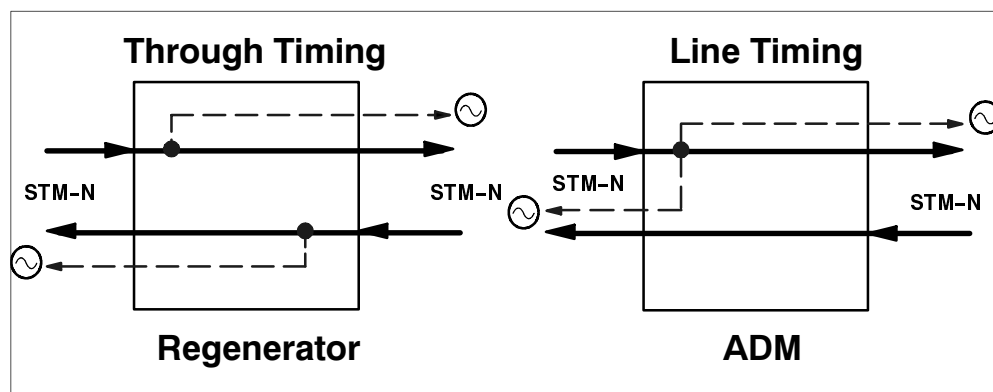 Through Timing
Line Timing
STM–N
STM–N
STM–N
STM–N
Regenerator
ADM